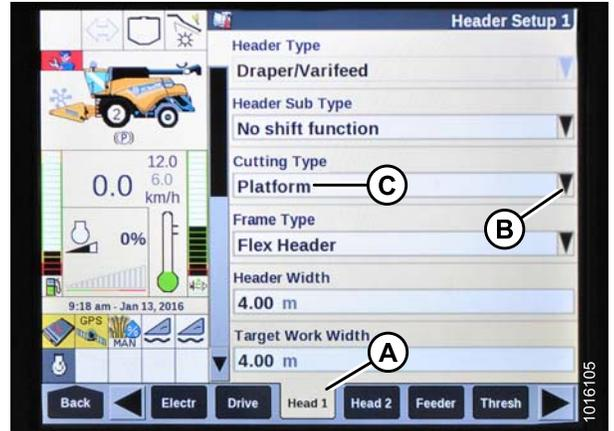 Header Setup 1
Header Type
Draper/Varifeed
Header Sub Type
No shift function
Cutting Type
Platform
C
B
Frame Type
Flex Header
Header Width
4.00 m
Target Work Width
4.00 m
A
2
(P)
12.0
0.0 6.0
km/h
0%
9:18 am - Jan 13, 2016
GPS
MAN
Back
Electr
Drive
Head 1
Head 2
Feeder
Thresh
1016105